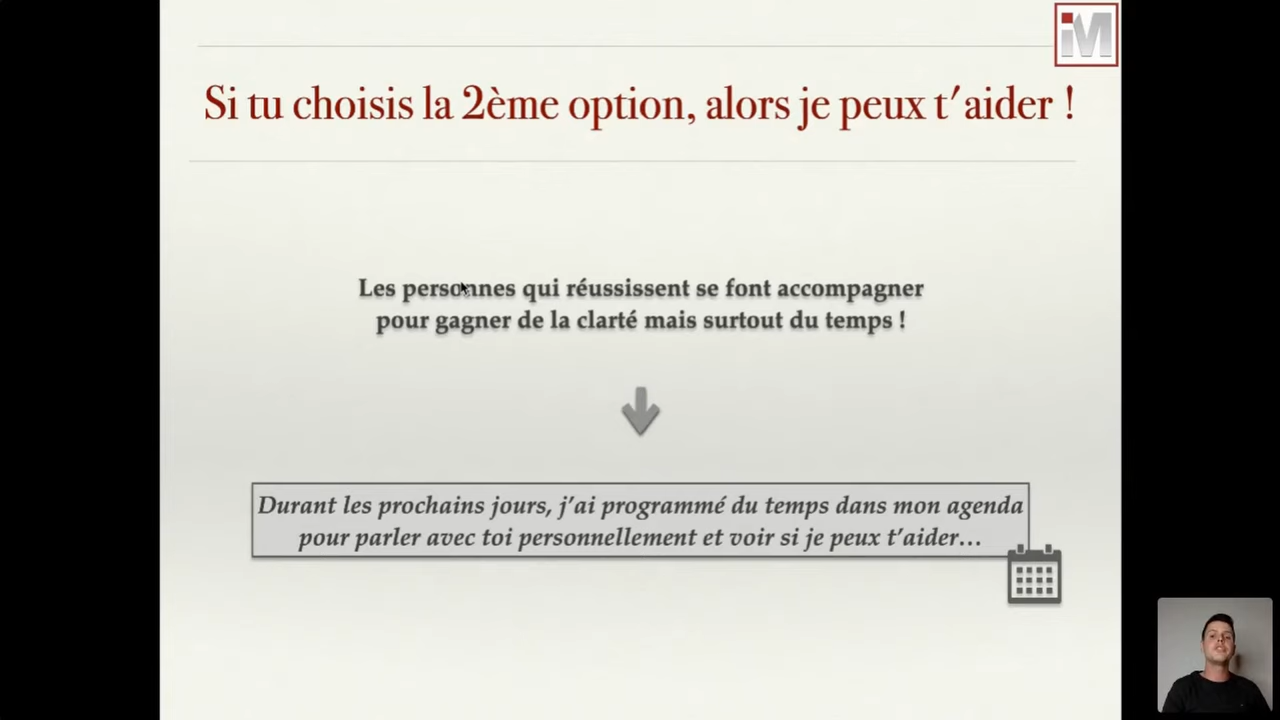 iM
Si tu choisis la 2ème option, alors je peux t'aider !
Les personnes qui réussissent se font accompagner
pour gagner de la clarté mais surtout du temps !
Durant les prochains jours, j'ai programmé du temps dans mon agenda
pour parler avec toi personnellement et voir si je peux t'aider…